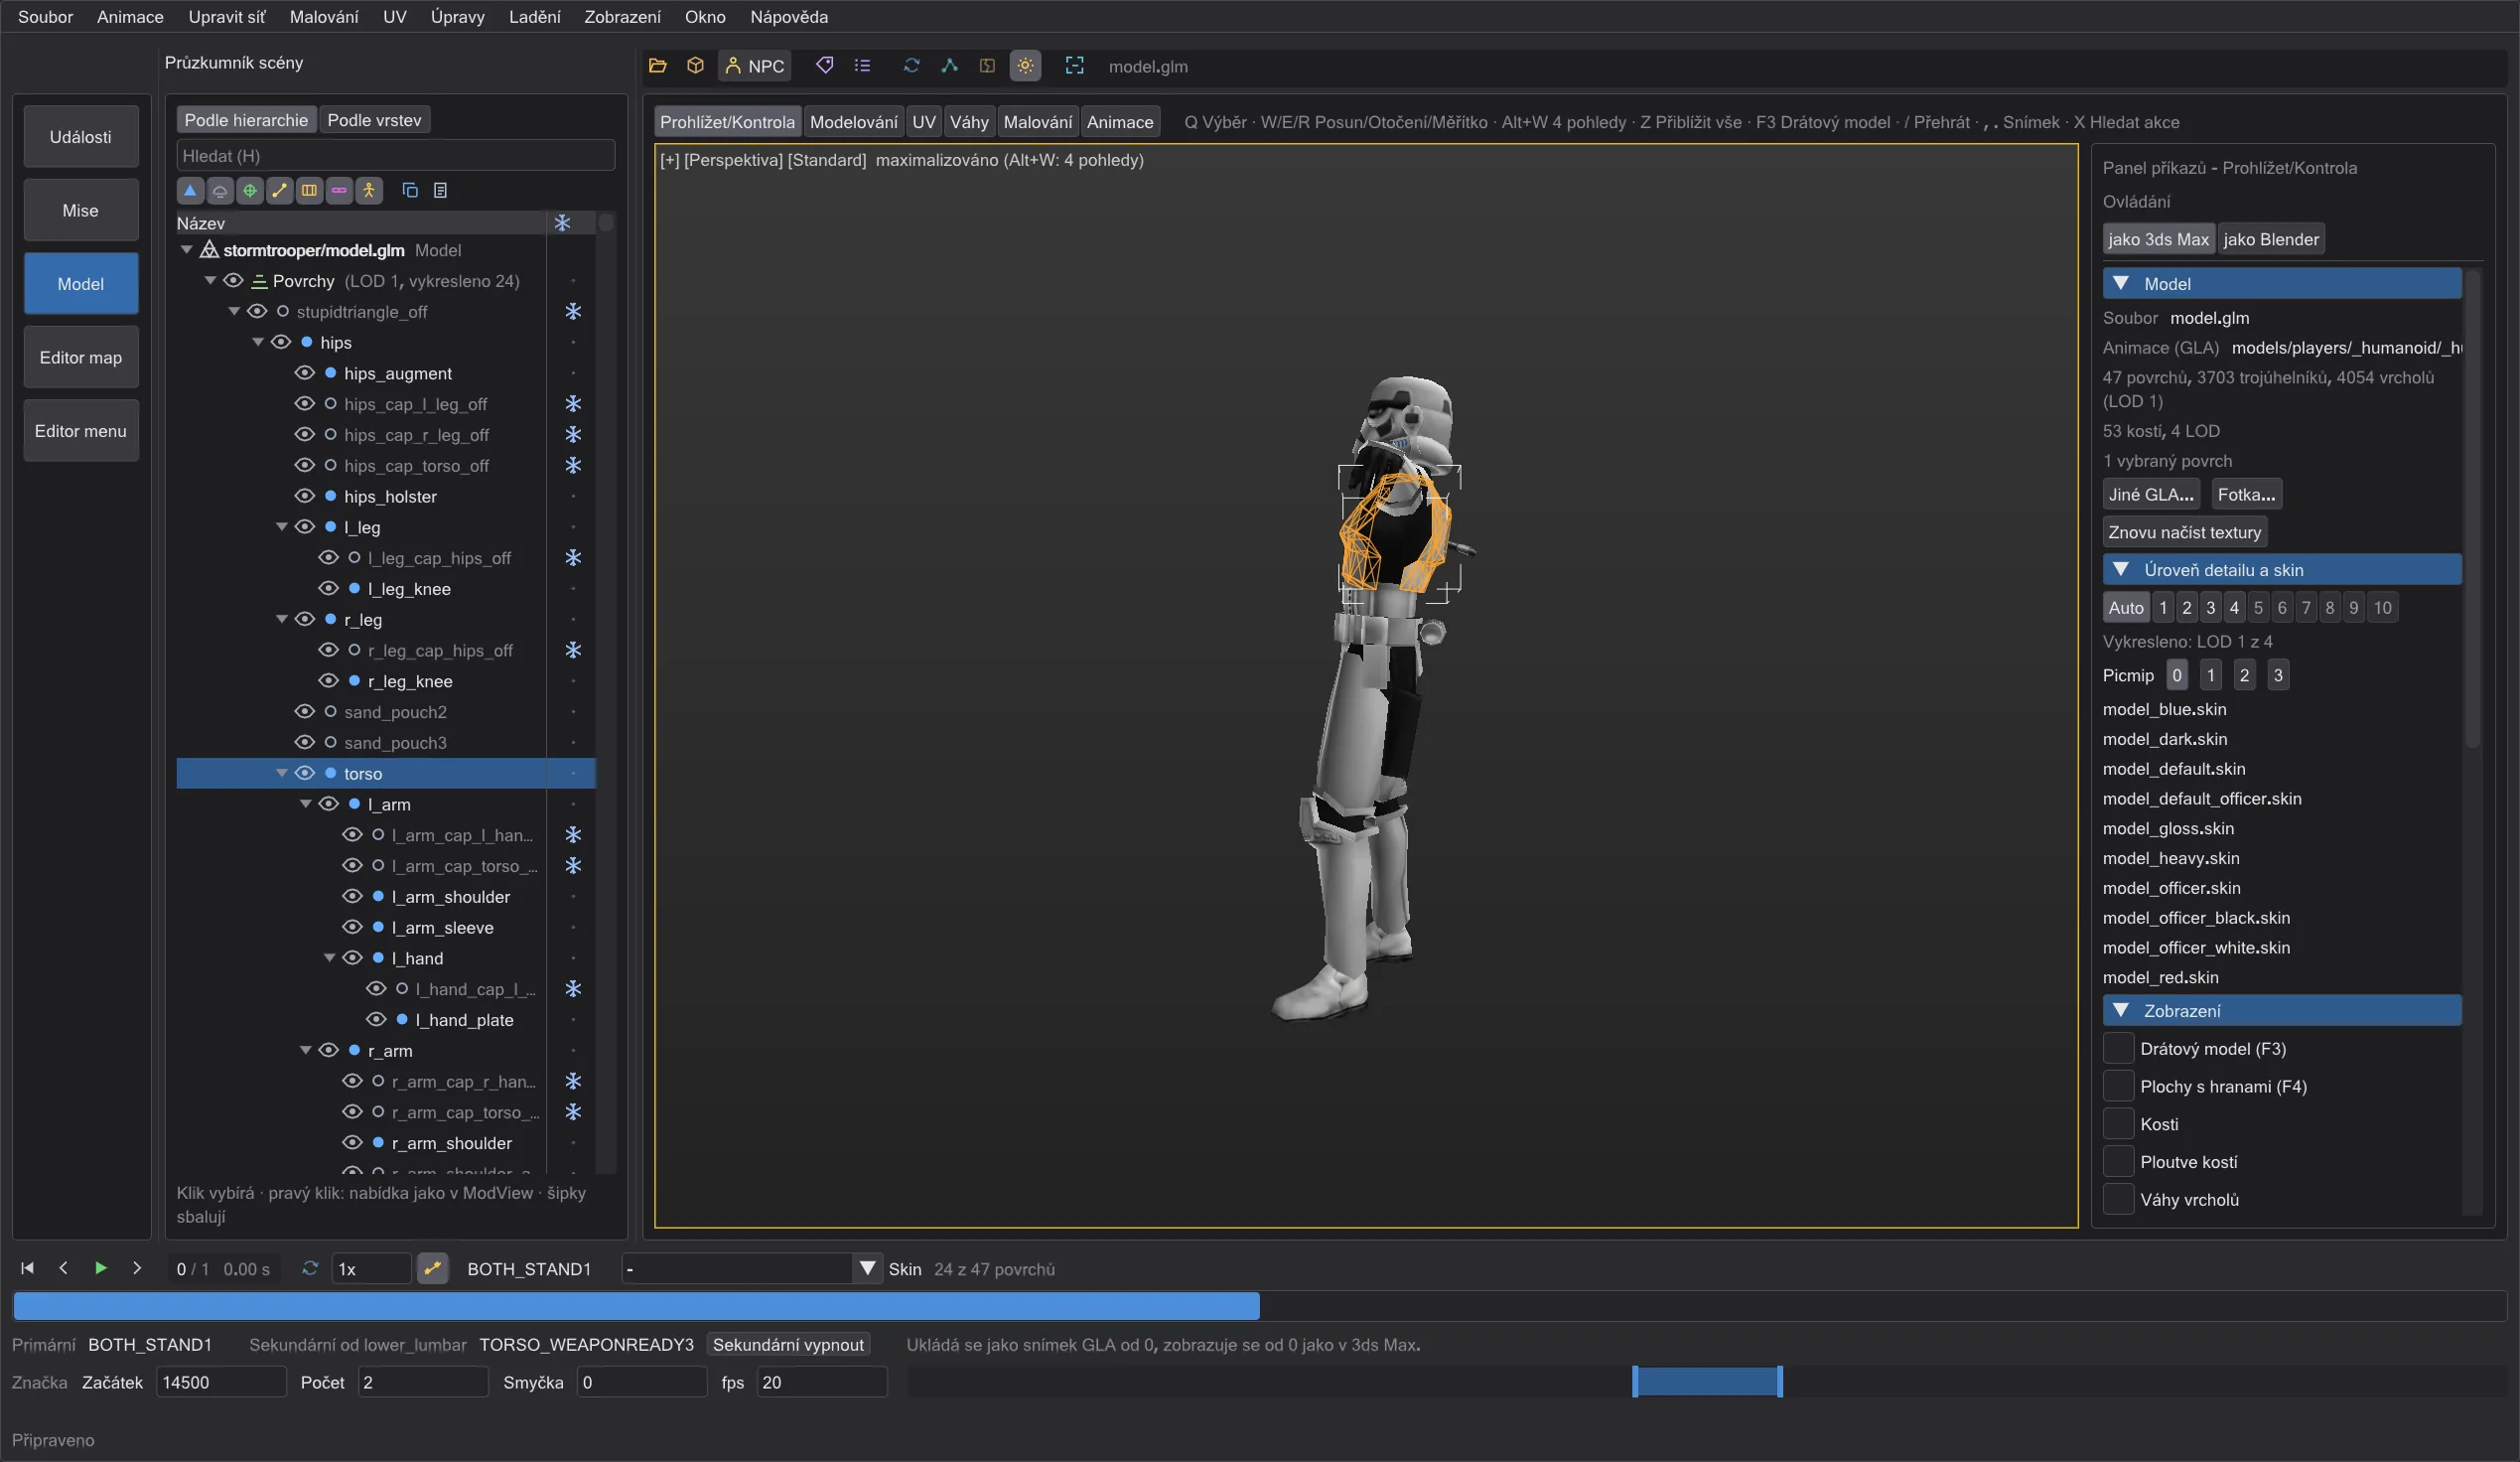 Soubor Animace Upravit síť Malování UV Úpravy Ladění Zobrazení Okno Nápověda
Průzkumník scény
NPC model.glm
Události
Mise
Model
Editor map
Editor menu
Podle hierarchie Podle vrstev
Hledat (H)
Název
stormtrooper/model.glm Model
Povrchy (LOD 1, vykresleno 24)
stupidtriangle_off
hips
hips_augment
hips_cap_l_leg_off
hips_cap_r_leg_off
hips_cap_torso_off
hips_holster
l_leg
l_leg_cap_hips_off
l_leg_knee
r_leg
r_leg_cap_hips_off
r_leg_knee
sand_pouch2
sand_pouch3
torso
l_arm
l_arm_cap_l_han...
l_arm_cap_torso_...
l_arm_shoulder
l_arm_sleeve
l_hand
l_hand_cap_l_...
l_hand_plate
r_arm
r_arm_cap_r_han...
r_arm_cap_torso_...
r_arm_shoulder
Klik vybírá · pravý klik: nabídka jako v ModView · šipky
sbalují
Prohlížet/Kontrola Modelování UV Váhy Malování Animace Q Výběr · W/E/R Posun/Otočení/Měřítko · Alt+W 4 pohledy · Z Přiblížit vše · F3 Drátový model · / Přehrát · , . Snímek · X Hledat akce
[+] [Perspektiva] [Standard] maximalizováno (Alt+W: 4 pohledy)
Panel příkazů - Prohlížet/Kontrola
Ovládání
jako 3ds Max jako Blender
Model
Soubor model.glm
Animace (GLA) models/players/_humanoid/_h
47 povrchů, 3703 trojúhelníků, 4054 vrcholů
(LOD 1)
53 kostí, 4 LOD
1 vybraný povrch
Jiné GLA... Fotka...
Znovu načíst textury
Úroveň detailu a skin
Auto 1 2 3 4 5 6 7 8 9 10
Vykresleno: LOD 1 z 4
Picmip 0 1 2 3
model_blue.skin
model_dark.skin
model_default.skin
model_default_officer.skin
model_gloss.skin
model_heavy.skin
model_officer.skin
model_officer_black.skin
model_officer_white.skin
model_red.skin
Zobrazení
Drátový model (F3)
Plochy s hranami (F4)
Kosti
Ploutve kostí
Váhy vrcholů
0 / 1 0.00 s 1x BOTH_STAND1 - Skin 24 z 47 povrchů
Primární BOTH_STAND1 Sekundární od lower_lumbar TORSO_WEAPONREADY3 Sekundární vypnout Ukládá se jako snímek GLA od 0, zobrazuje se od 0 jako v 3ds Max.
Značka Začátek 14500 Počet 2 Smyčka 0 fps 20
Připraveno